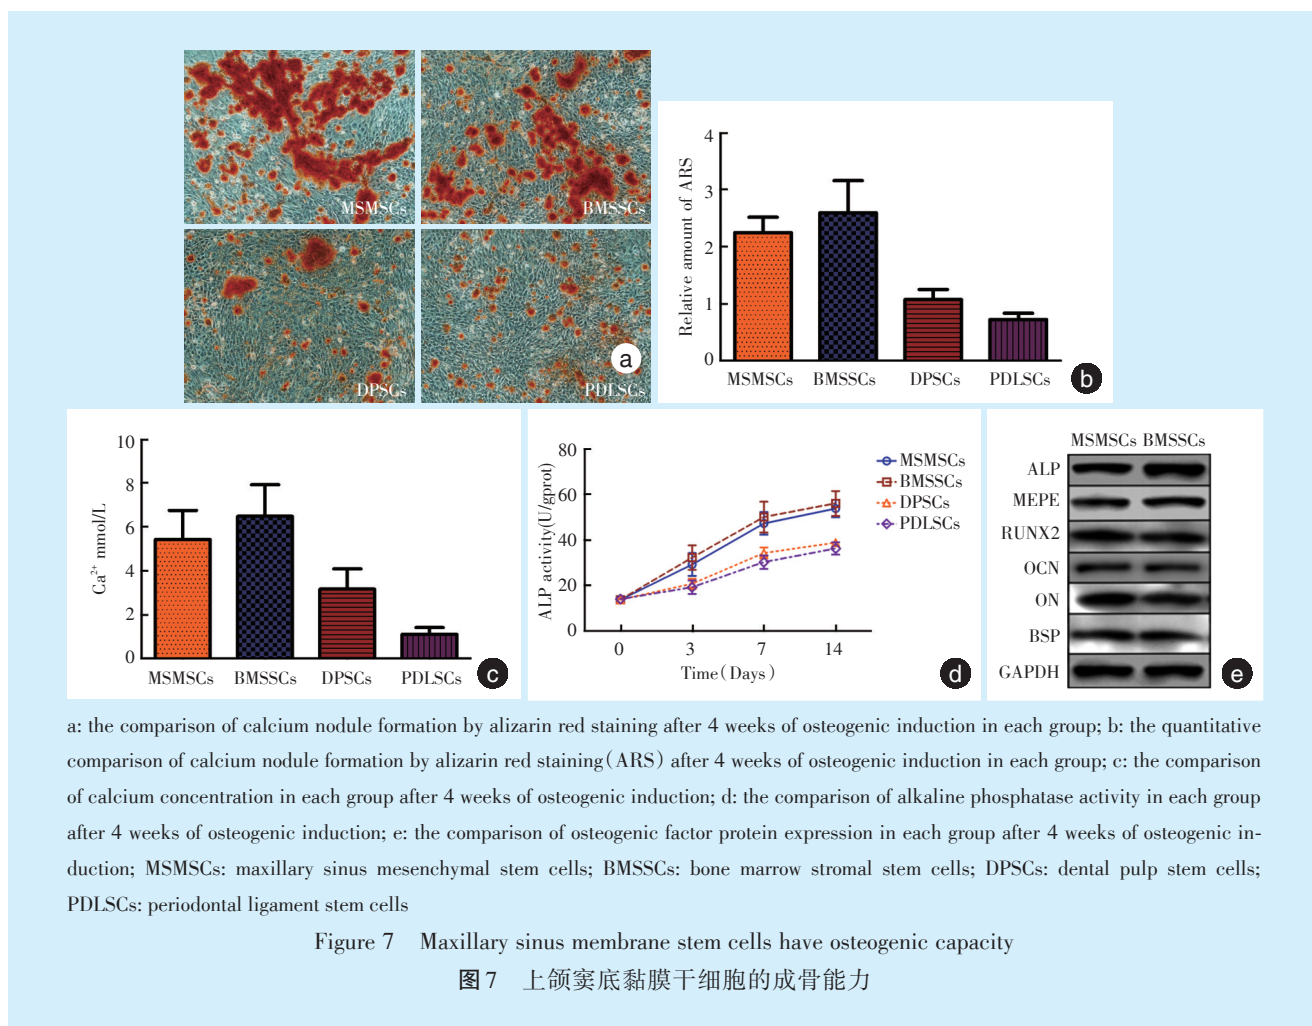 MSMSCs
BMSSCs
DPSCs
PDLSCs
a
Relative amount of ARS
4
3
2
1
0
MSMSCs BMSSCs DPSCs PDLSCs
b
Ca²⁺ mmol/L
10
8
6
4
2
0
MSMSCs BMSSCs DPSCs PDLSCs
c
ALP activity(U/gprot)
80
60
40
20
0
0 3 7 14
Time(Days)
MSMSCs
BMSSCs
DPSCs
PDLSCs
d
MSMSCs BMSSCs
ALP
MEPE
RUNX2
OCN
ON
BSP
GAPDH
e
a: the comparison of calcium nodule formation by alizarin red staining after 4 weeks of osteogenic induction in each group; b: the quantitative
comparison of calcium nodule formation by alizarin red staining(ARS) after 4 weeks of osteogenic induction in each group; c: the comparison
of calcium concentration in each group after 4 weeks of osteogenic induction; d: the comparison of alkaline phosphatase activity in each group
after 4 weeks of osteogenic induction; e: the comparison of osteogenic factor protein expression in each group after 4 weeks of osteogenic in-
duction; MSMSCs: maxillary sinus mesenchymal stem cells; BMSSCs: bone marrow stromal stem cells; DPSCs: dental pulp stem cells;
PDLSCs: periodontal ligament stem cells
Figure 7 Maxillary sinus membrane stem cells have osteogenic capacity
图7 上颌窦底黏膜干细胞的成骨能力